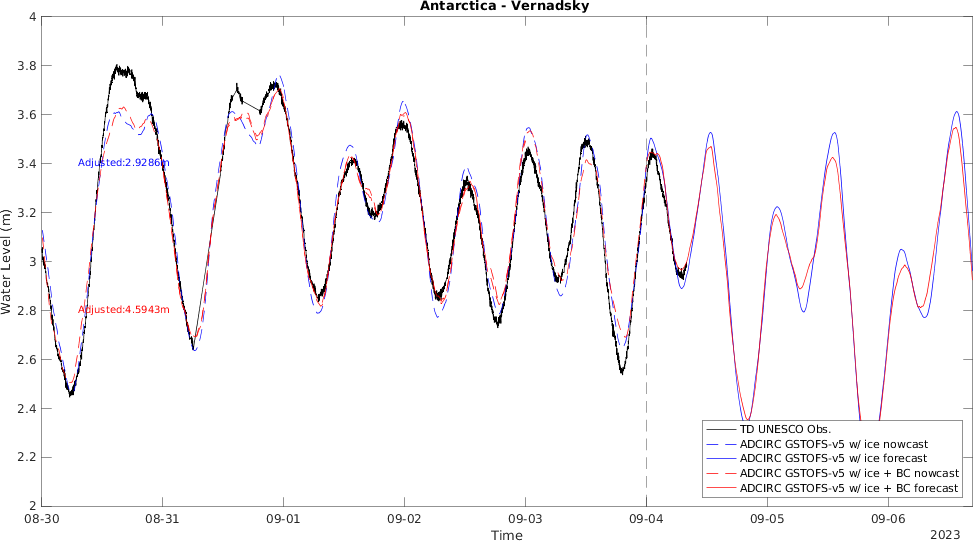 Antarctica - Vernadsky
4
3.8
3.6
3.4
3.2
3
2.8
2.6
2.4
2.2
2
Water Level (m)
Adjusted:2.9286m
Adjusted:4.5943m
TD UNESCO Obs.
ADCIRC GSTOFS-v5 w/ ice nowcast
ADCIRC GSTOFS-v5 w/ ice forecast
ADCIRC GSTOFS-v5 w/ ice + BC nowcast
ADCIRC GSTOFS-v5 w/ ice + BC forecast
08-30 08-31 09-01 09-02 09-03 09-04 09-05 09-06
Time
2023